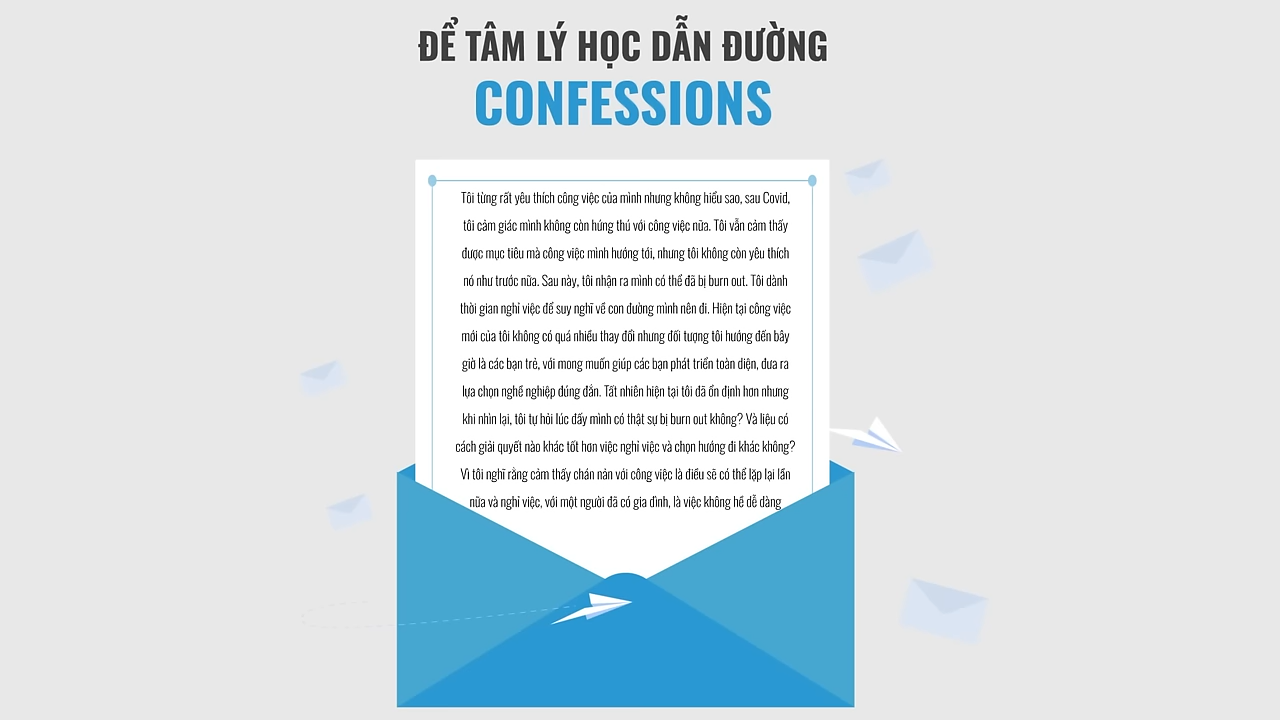 ĐỂ TÂM LÝ HỌC DẪN ĐƯỜNG
CONFESSIONS
Tôi từng rất yêu thích công việc của mình nhưng không hiểu sao, sau Covid,
tôi cảm giác mình không còn hứng thú với công việc nữa. Tôi vẫn cảm thấy
được mục tiêu mà công việc mình hướng tới, nhưng tôi không còn yêu thích
nó như trước nữa. Sau này, tôi nhận ra mình có thể đã bị burn out. Tôi dành
thời gian nghỉ việc để suy nghĩ về con đường mình nên đi. Hiện tại công việc
mới của tôi không có quá nhiều thay đổi nhưng đối tượng tôi hướng đến bây
giờ là các bạn trẻ, với mong muốn giúp các bạn phát triển toàn diện, đưa ra
lựa chọn nghề nghiệp đúng đắn. Tất nhiên hiện tại tôi đã ổn định hơn nhưng
khi nhìn lại, tôi tự hỏi lúc đấy mình có thật sự bị burn out không? Và liệu có
cách giải quyết nào khác tốt hơn việc nghỉ việc và chọn hướng đi khác không?
Vì tôi nghĩ rằng cảm thấy chán nản với công việc là điều sẽ có thể lặp lại lần
nữa và nghỉ việc, với một người đã có gia đình, là việc không hề dễ dàng